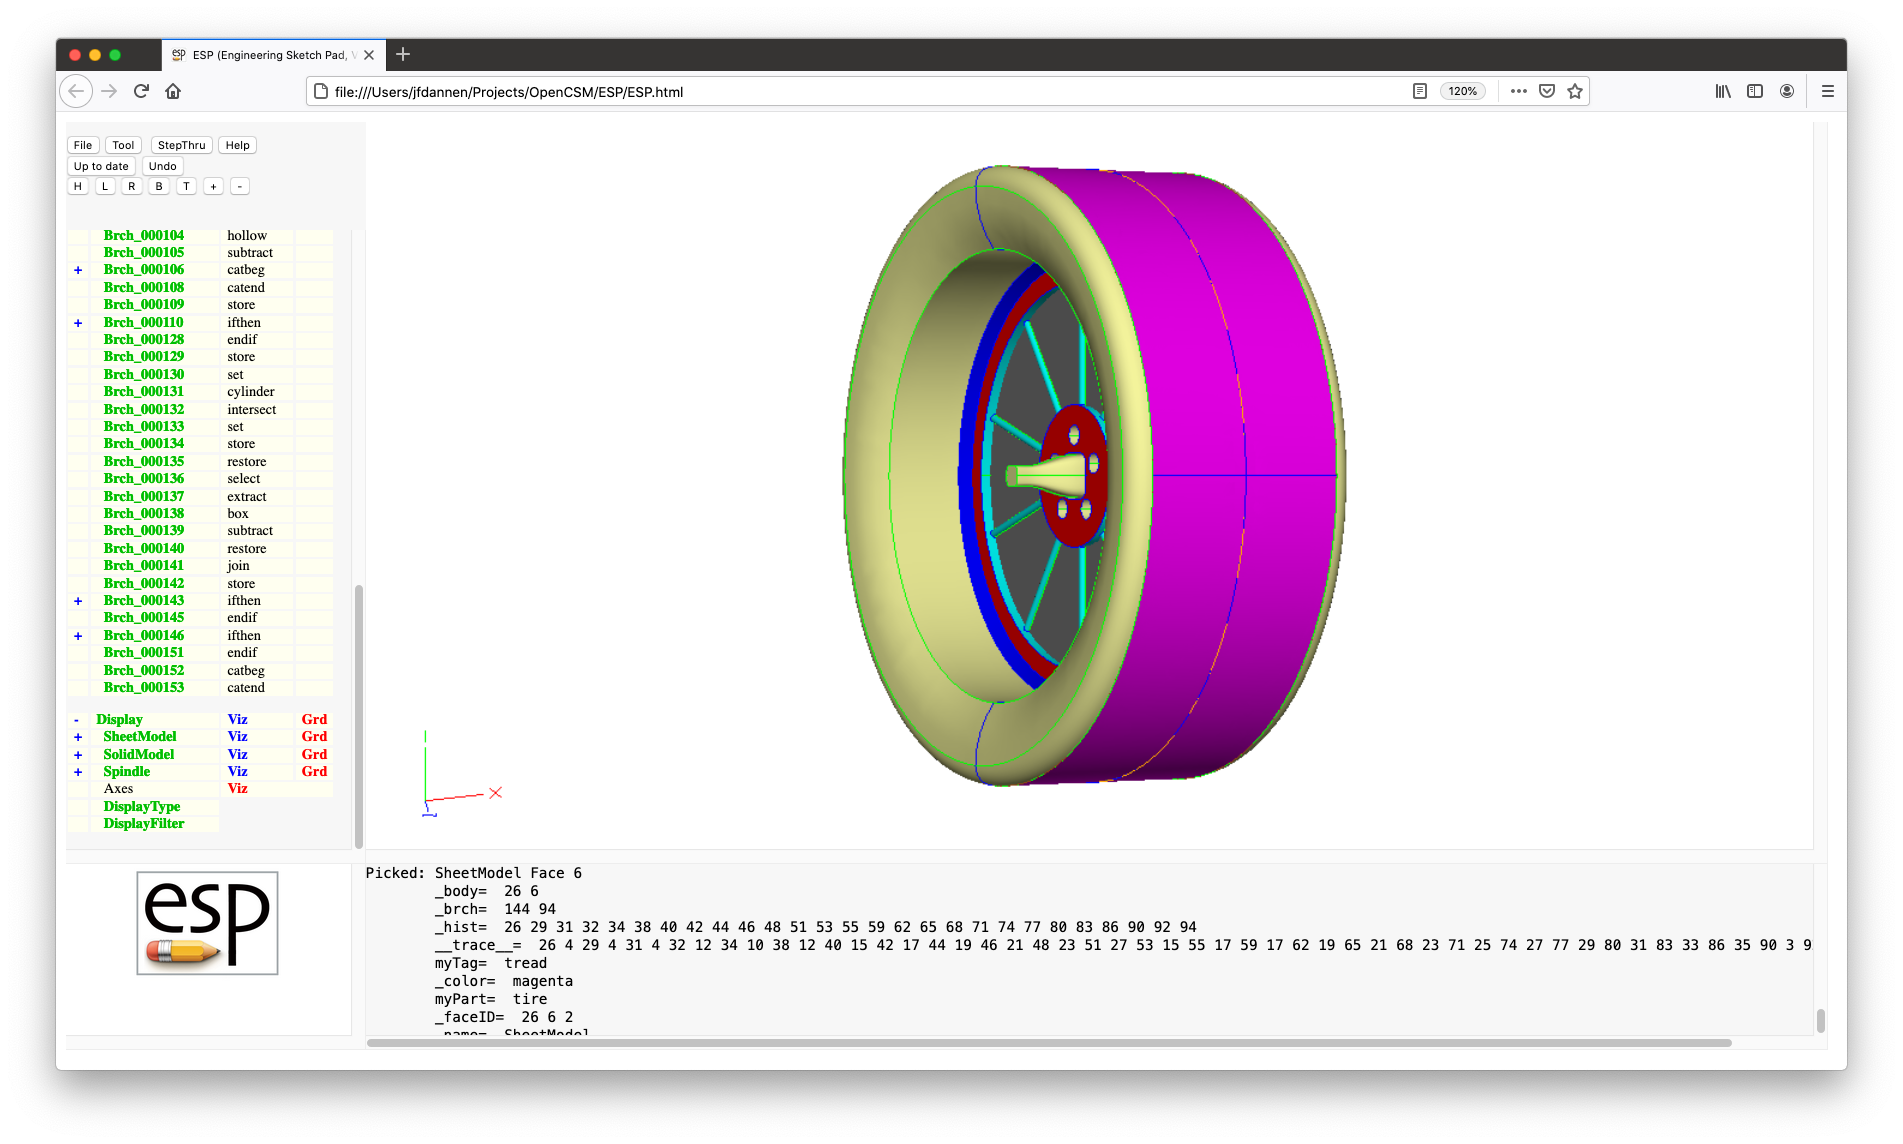 esp ESP (Engineering Sketch Pad, V
file:///Users/jfdannen/Projects/OpenCSM/ESP/ESP.html 120%
File Tool StepThru Help
Up to date Undo
H L R B T + -
Brch_000104 hollow
Brch_000105 subtract
+ Brch_000106 catbeg
Brch_000108 catend
Brch_000109 store
+ Brch_000110 ifthen
Brch_000128 endif
Brch_000129 store
Brch_000130 set
Brch_000131 cylinder
Brch_000132 intersect
Brch_000133 set
Brch_000134 store
Brch_000135 restore
Brch_000136 select
Brch_000137 extract
Brch_000138 box
Brch_000139 subtract
Brch_000140 restore
Brch_000141 join
Brch_000142 store
+ Brch_000143 ifthen
Brch_000145 endif
+ Brch_000146 ifthen
Brch_000151 endif
Brch_000152 catbeg
Brch_000153 catend
- Display Viz Grd
+ SheetModel Viz Grd
+ SolidModel Viz Grd
+ Spindle Viz Grd
Axes Viz
DisplayType
DisplayFilter
esp
Picked: SheetModel Face 6
_body= 26 6
_brch= 144 94
_hist= 26 29 31 32 34 38 40 42 44 46 48 51 53 55 59 62 65 68 71 74 77 80 83 86 90 92 94
__trace__= 26 4 29 4 31 4 32 12 34 10 38 12 40 15 42 17 44 19 46 21 48 23 51 27 53 15 55 17 59 17 62 19 65 21 68 23 71 25 74 27 77 29 80 31 83 33 86 35 90 3 9
myTag= tread
_color= magenta
myPart= tire
_faceID= 26 6 2
_name= SheetModel